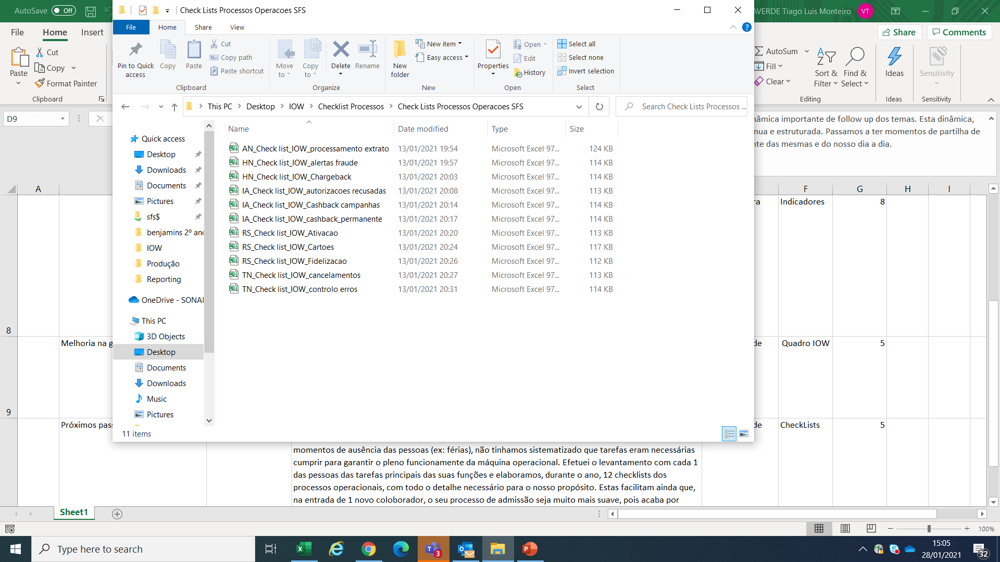 AutoSave Off
Check Lists Processos Operacoes SFS
AVERDE Tiago Luis Monteiro VT
File Home Insert
File Home Share View
Share Comments
Paste
Cut
Copy
Format Painter
Clipboard
Pin to Quick access
Copy
Paste
Cut
Copy path
Paste shortcut
Clipboard
Move to
Copy to
Delete
Rename
Organize
New folder
New item
Easy access
New
Properties
Open
Edit
History
Open
Select all
Select none
Invert selection
Select
AutoSum
Fill
Clear
Sort & Filter
Find & Select
Editing
Ideas
Ideas
Sensitivity
Sensitivity
D9
This PC Desktop IOW Checklist Processos Check Lists Processos Operacoes SFS
Search Check Lists Processos ...
nâmica importante de follow up dos temas. Esta dinâmica,
nua e estruturada. Passamos a ter momentos de partilha de
nte das mesmas e do nosso dia a dia.
Quick access
Desktop
Downloads
Documents
Pictures
sfs$
benjamins 2º ano
IOW
Produção
Reporting
OneDrive - SONAE
This PC
3D Objects
Desktop
Documents
Downloads
Music
Pictures
Name Date modified Type Size
AN_Check list_IOW_processamento extrato 13/01/2021 19:54 Microsoft Excel 97... 124 KB
HN_Check list_IOW_alertas fraude 13/01/2021 19:57 Microsoft Excel 97... 114 KB
HN_Check list_IOW_Chargeback 13/01/2021 20:03 Microsoft Excel 97... 114 KB
IA_Check list_IOW_autorizacoes recusadas 13/01/2021 20:08 Microsoft Excel 97... 113 KB
IA_Check list_IOW_Cashback campanhas 13/01/2021 20:14 Microsoft Excel 97... 114 KB
IA_Check list_IOW_cashback_permanente 13/01/2021 20:17 Microsoft Excel 97... 114 KB
RS_Check list_IOW_Ativacao 13/01/2021 20:20 Microsoft Excel 97... 113 KB
RS_Check list_IOW_Cartoes 13/01/2021 20:24 Microsoft Excel 97... 117 KB
RS_Check list_IOW_Fidelizacao 13/01/2021 20:26 Microsoft Excel 97... 112 KB
TN_Check list_IOW_cancelamentos 13/01/2021 20:27 Microsoft Excel 97... 113 KB
TN_Check list_IOW_controlo erros 13/01/2021 20:31 Microsoft Excel 97... 114 KB
11 items
A F G H I
ra Indicadores 8
8
Melhoria na g de Quadro IOW 5
9
Próximos pass de CheckLists 5
momentos de ausência das pessoas (ex: férias), não tinhamos sistematizado que tarefas eram necessárias
cumprir para garantir o pleno funcionamente da máquina operacional. Efetuei o levantamento com cada 1
das pessoas das tarefas principais das suas funções e elaboramos, durante o ano, 12 checklists dos
processos operacionais, com todo o detalhe necessário para o nosso propósito. Estas facilitam ainda que,
na entrada de 1 novo coloborador, o seu processo de admissão seja muito mais suave, pois acaba por
Sheet1
100%
Type here to search
3
15:05
28/01/2021
32